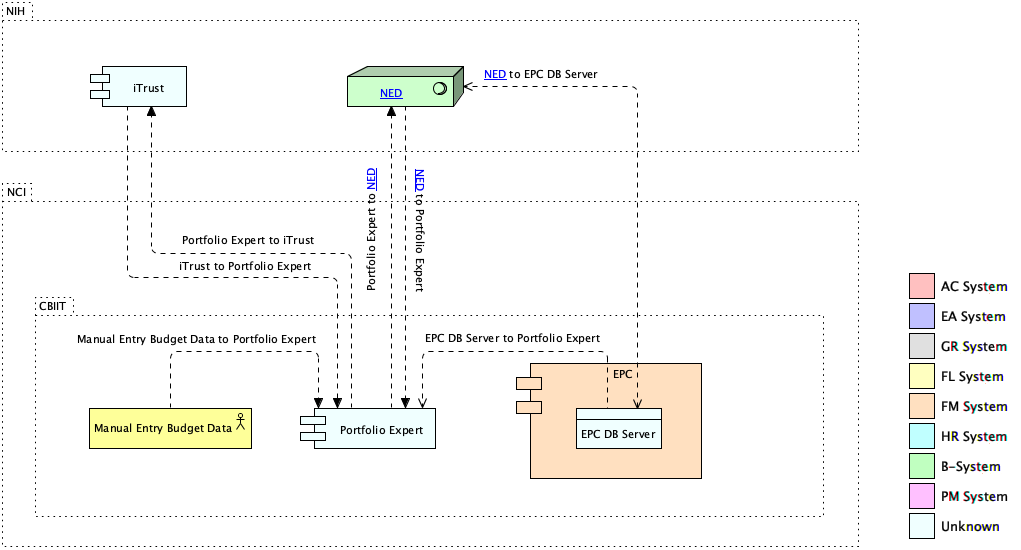 NIH
iTrust
NED
NED to EPC DB Server
Portfolio Expert to NED
NED to Portfolio Expert
NCI
Portfolio Expert to iTrust
iTrust to Portfolio Expert
CBIIT
Manual Entry Budget Data to Portfolio Expert
EPC DB Server to Portfolio Expert
EPC
Manual Entry Budget Data
Portfolio Expert
EPC DB Server
AC System
EA System
GR System
FL System
FM System
HR System
B-System
PM System
Unknown